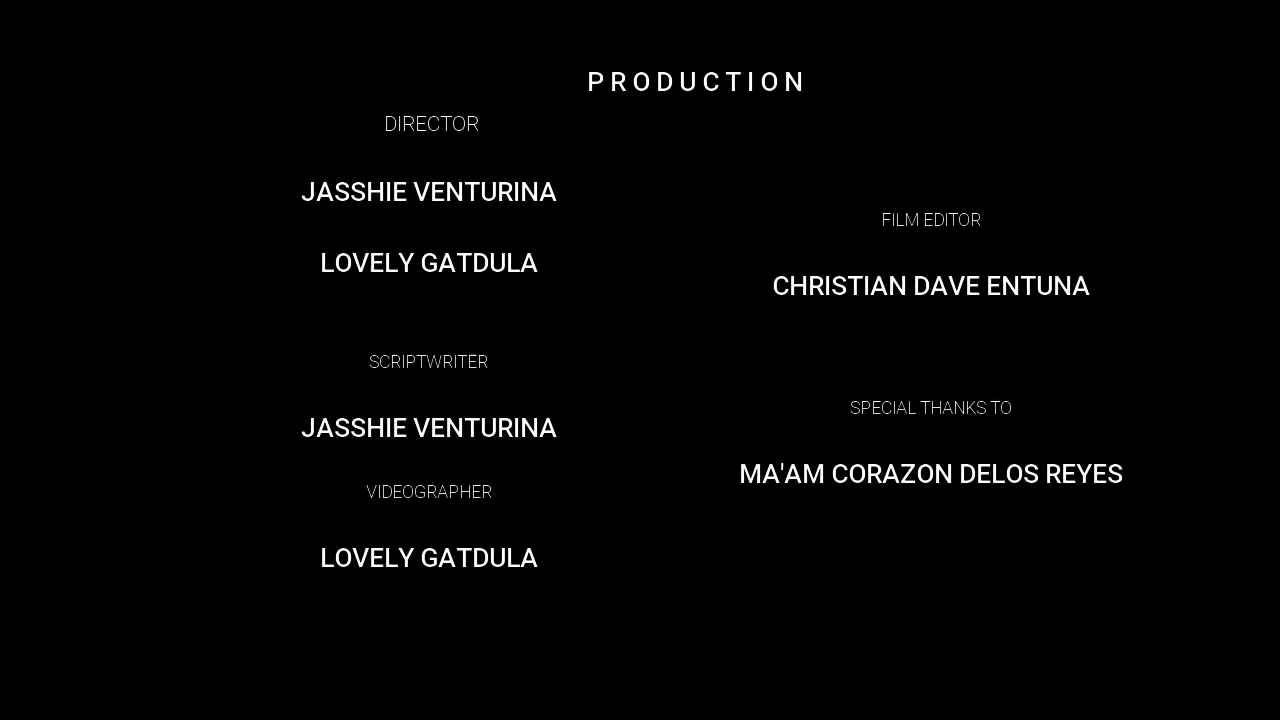 PRODUCTION
DIRECTOR
JASSHIE VENTURINA
LOVELY GATDULA
SCRIPTWRITER
JASSHIE VENTURINA
VIDEOGRAPHER
LOVELY GATDULA
FILM EDITOR
CHRISTIAN DAVE ENTUNA
SPECIAL THANKS TO
MA'AM CORAZON DELOS REYES